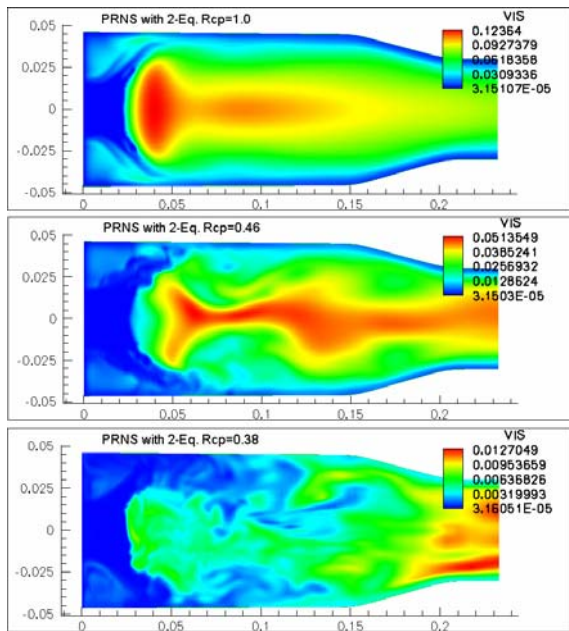 PRNS with 2-Eq. Rcp=1.0
VIS
0.12364
0.0927379
0.0618358
0.0309336
3.15107E-05
0.05
0.025
0
-0.025
-0.05
0 0.05 0.1 0.15 0.2
PRNS with 2-Eq. Rcp=0.46
VIS
0.0513549
0.0385241
0.0256932
0.0128624
3.1503E-05
0.05
0.025
0
-0.025
-0.05
0 0.05 0.1 0.15 0.2
PRNS with 2-Eq. Rcp=0.38
VIS
0.0127049
0.00953659
0.00636826
0.00319993
3.16051E-05
0.05
0.025
0
-0.025
-0.05
0 0.05 0.1 0.15 0.2